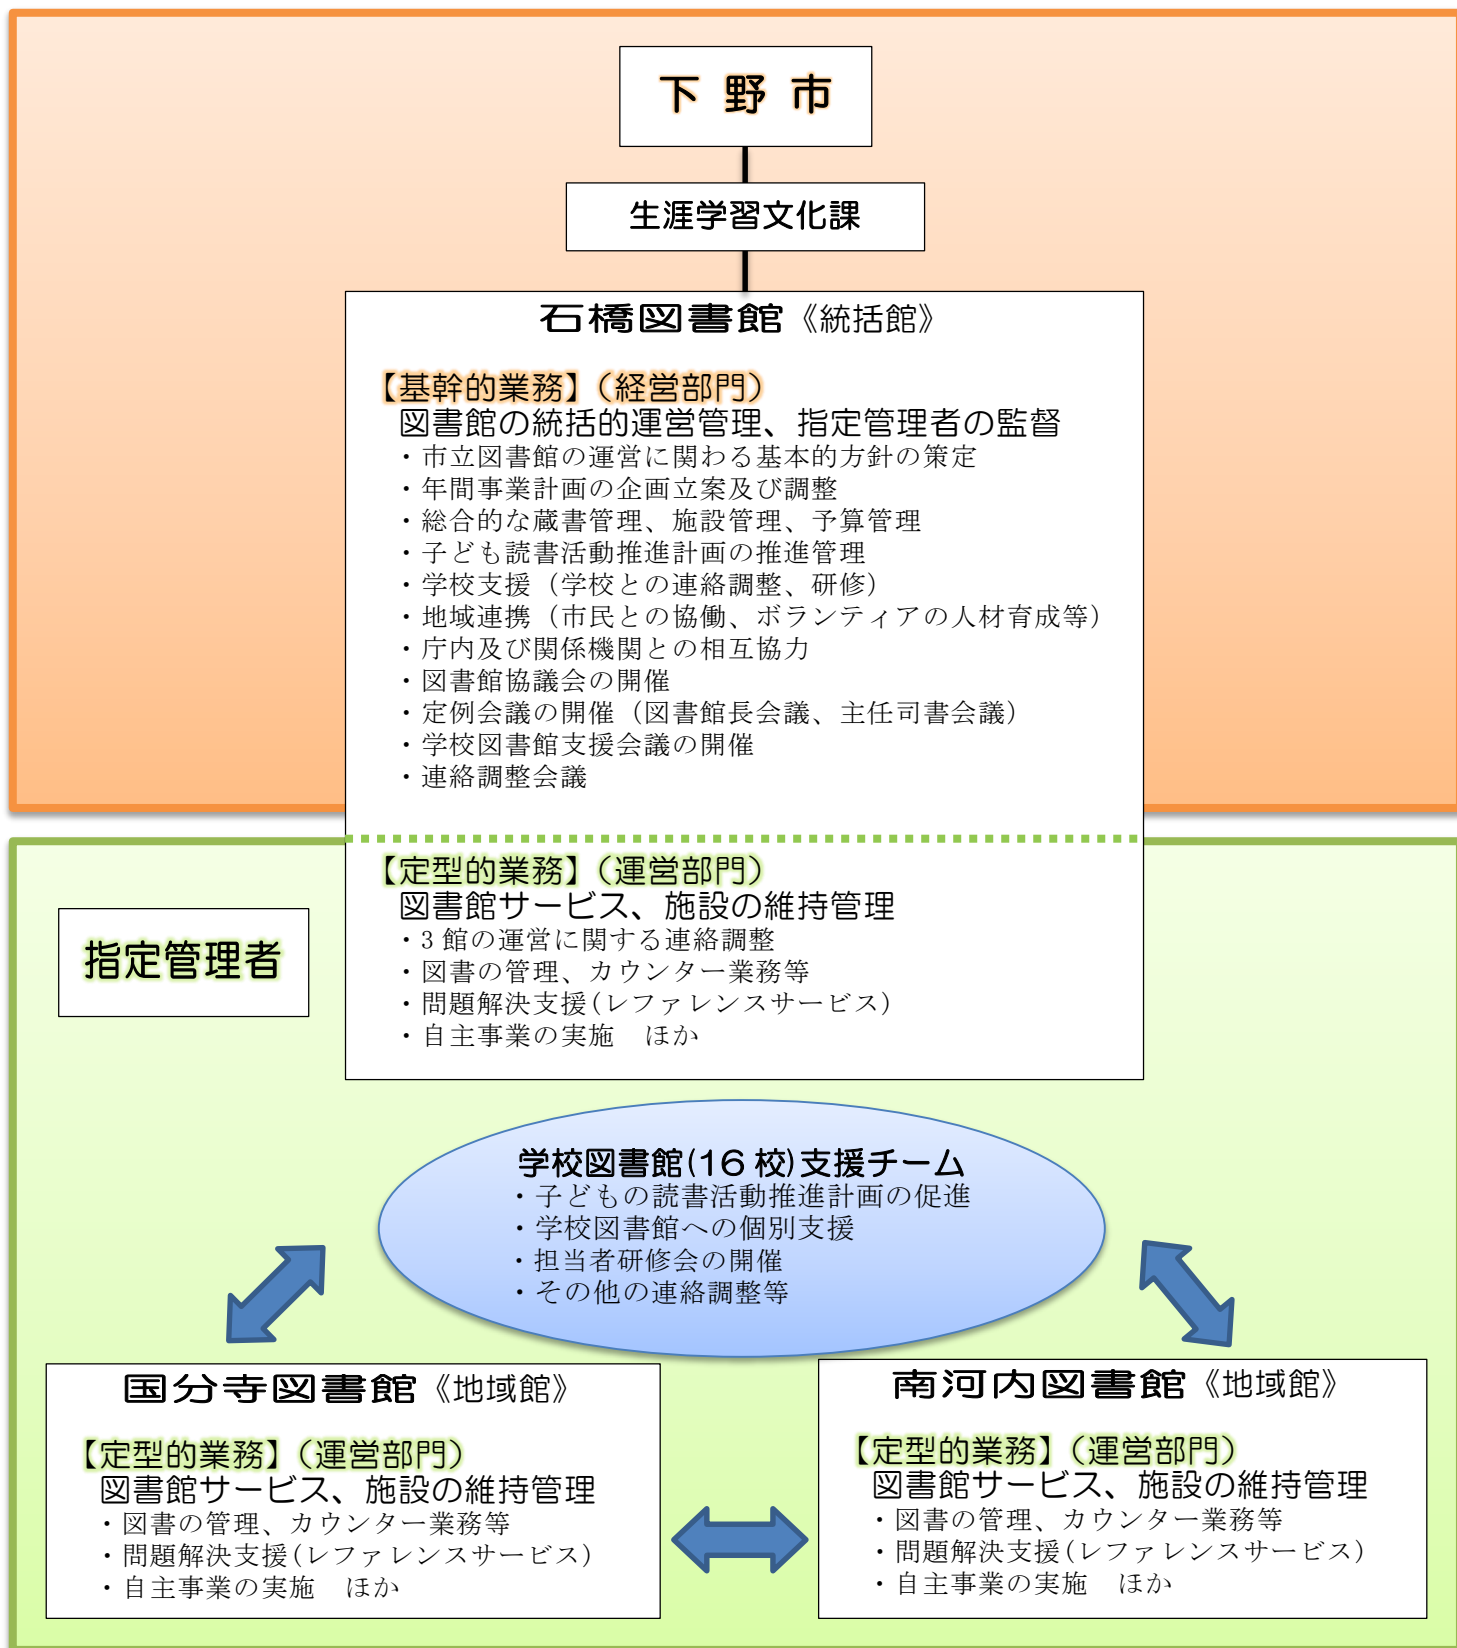 下 野 市
生涯学習文化課
石橋図書館《統括館》
【基幹的業務】（経営部門）
図書館の統括的運営管理、指定管理者の監督
・市立図書館の運営に関わる基本的方針の策定
・年間事業計画の企画立案及び調整
・総合的な蔵書管理、施設管理、予算管理
・子ども読書活動推進計画の推進管理
・学校支援（学校との連絡調整、研修）
・地域連携（市民との協働、ボランティアの人材育成等）
・庁内及び関係機関との相互協力
・図書館協議会の開催
・定例会議の開催（図書館長会議、主任司書会議）
・学校図書館支援会議の開催
・連絡調整会議
【定型的業務】（運営部門）
図書館サービス、施設の維持管理
・3 館の運営に関する連絡調整
・図書の管理、カウンター業務等
・問題解決支援(レファレンスサービス)
・自主事業の実施　ほか
指定管理者
学校図書館(16 校)支援チーム
・子どもの読書活動推進計画の促進
・学校図書館への個別支援
・担当者研修会の開催
・その他の連絡調整等
国分寺図書館《地域館》
【定型的業務】（運営部門）
図書館サービス、施設の維持管理
・図書の管理、カウンター業務等
・問題解決支援(レファレンスサービス)
・自主事業の実施　ほか
南河内図書館《地域館》
【定型的業務】（運営部門）
図書館サービス、施設の維持管理
・図書の管理、カウンター業務等
・問題解決支援(レファレンスサービス)
・自主事業の実施　ほか